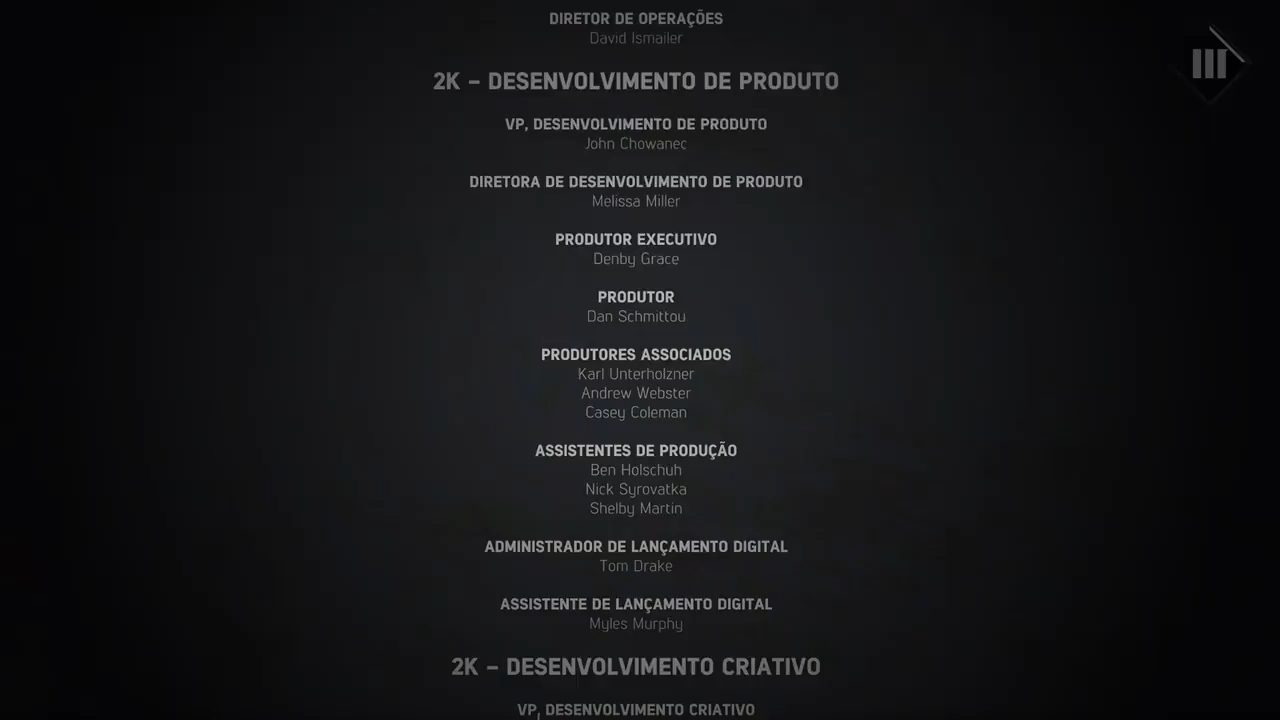 DIRETOR DE OPERAÇÕES
David Ismailer
2K – DESENVOLVIMENTO DE PRODUTO
VP, DESENVOLVIMENTO DE PRODUTO
John Chowanec
DIRETORA DE DESENVOLVIMENTO DE PRODUTO
Melissa Miller
PRODUTOR EXECUTIVO
Denby Grace
PRODUTOR
Dan Schmittou
PRODUTORES ASSOCIADOS
Karl Unterholzner
Andrew Webster
Casey Coleman
ASSISTENTES DE PRODUÇÃO
Ben Holschuh
Nick Syrovatka
Shelby Martin
ADMINISTRADOR DE LANÇAMENTO DIGITAL
Tom Drake
ASSISTENTE DE LANÇAMENTO DIGITAL
Myles Murphy
2K – DESENVOLVIMENTO CRIATIVO
VP, DESENVOLVIMENTO CRIATIVO
III